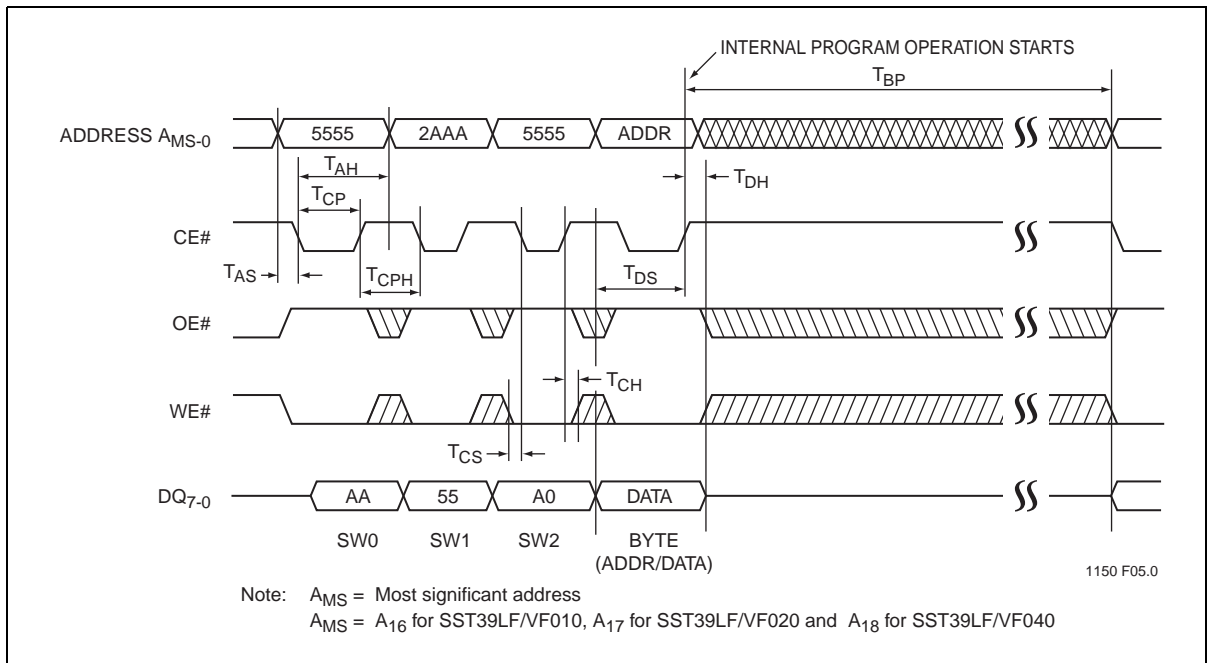 INTERNAL PROGRAM OPERATION STARTS
TBP
ADDRESS AMS-0
5555 2AAA 5555 ADDR
TAH
TDH
TCP
CE#
TAS
TCPH
TDS
OE#
TCH
WE#
TCS
DQ7-0
AA 55 A0 DATA
SW0 SW1 SW2 BYTE
(ADDR/DATA)
1150 F05.0
Note: AMS = Most significant address
AMS = A16 for SST39LF/VF010, A17 for SST39LF/VF020 and A18 for SST39LF/VF040